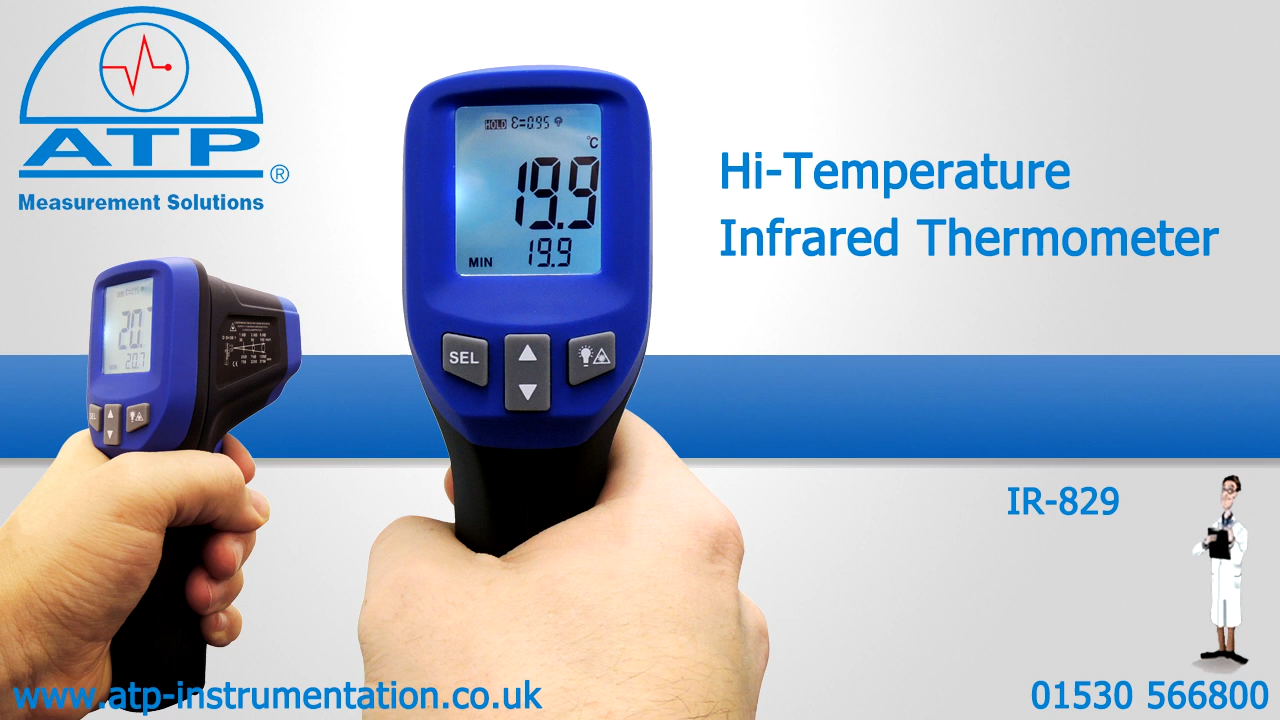 ATP
®
Measurement Solutions
Hi-Temperature
Infrared Thermometer
HOLD ε=0.95
°C
19.9
MIN 19.9
SEL
20.7
20.7
SEL
IR-829
www.atp-instrumentation.co.uk
01530 566800